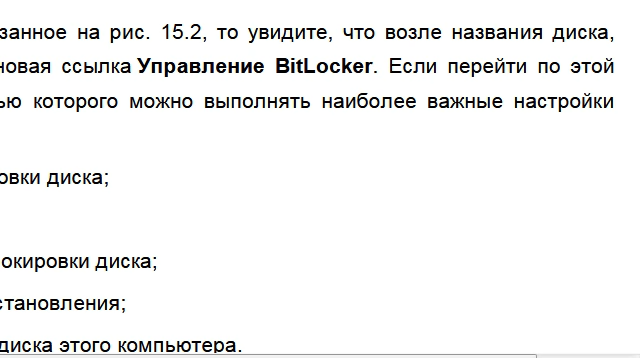 занное на рис. 15.2, то увидите, что возле названия диска,
новая ссылка Управление BitLocker. Если перейти по этой
ью которого можно выполнять наиболее важные настройки
овки диска;
окировки диска;
становления;
диска этого компьютера.